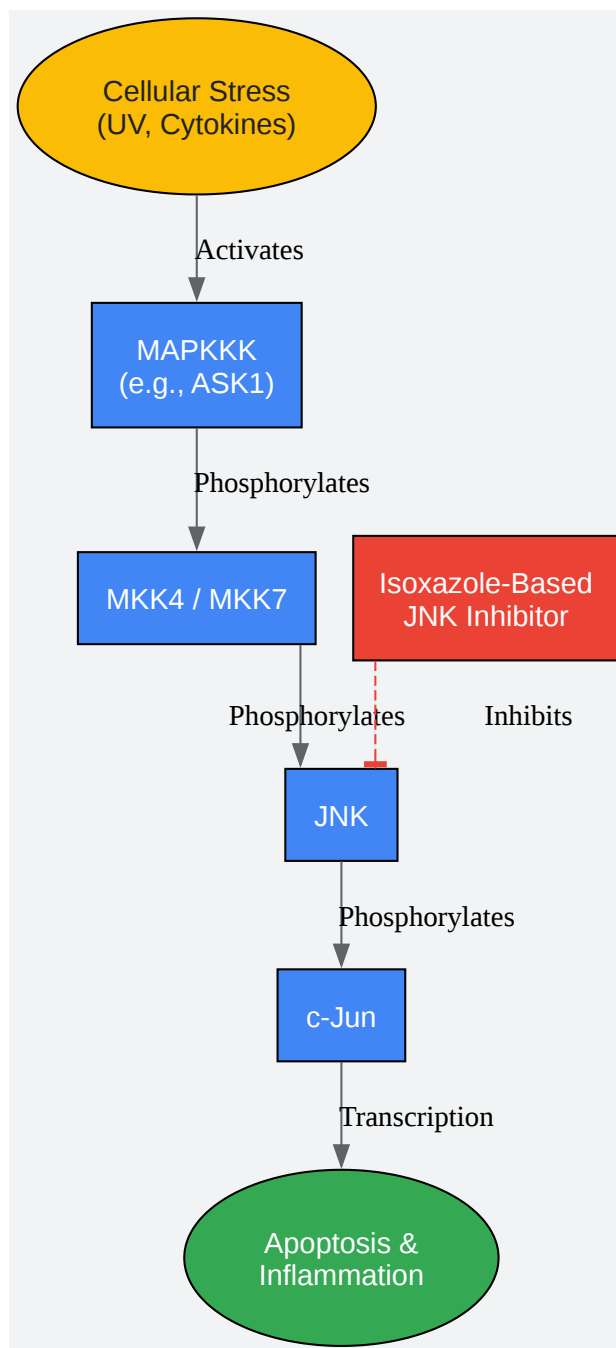 Cellular Stress
(UV, Cytokines)
Activates
MAPKKK
(e.g., ASK1)
Phosphorylates
MKK4 / MKK7
Isoxazole-Based
JNK Inhibitor
Phosphorylates
Inhibits
JNK
Phosphorylates
c-Jun
Transcription
Apoptosis &
Inflammation